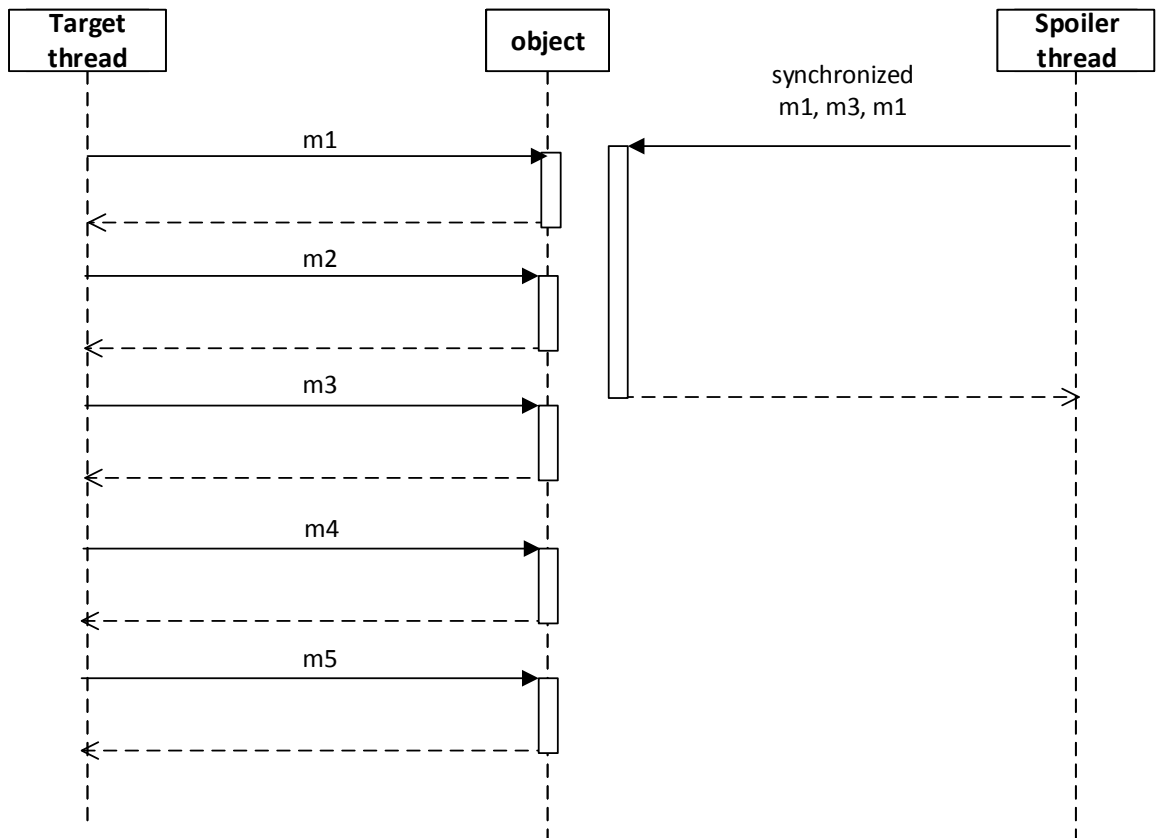 Target
thread
object
Spoiler
thread
synchronized
m1, m3, m1
m1
m2
m3
m4
m5